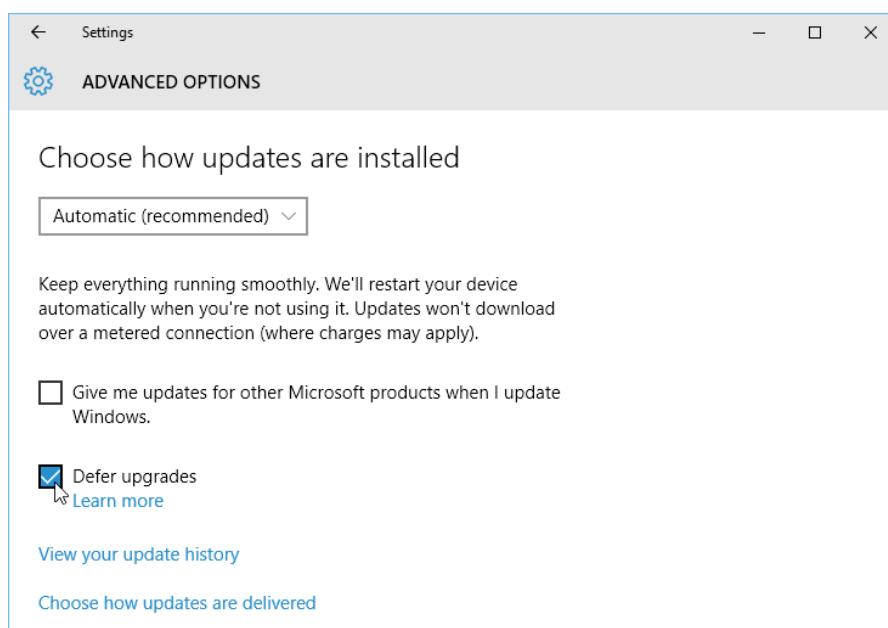 Settings
ADVANCED OPTIONS
Choose how updates are installed
Automatic (recommended)
Keep everything running smoothly. We'll restart your device
automatically when you're not using it. Updates won't download
over a metered connection (where charges may apply).
Give me updates for other Microsoft products when I update
Windows.
Defer upgrades
Learn more
View your update history
Choose how updates are delivered